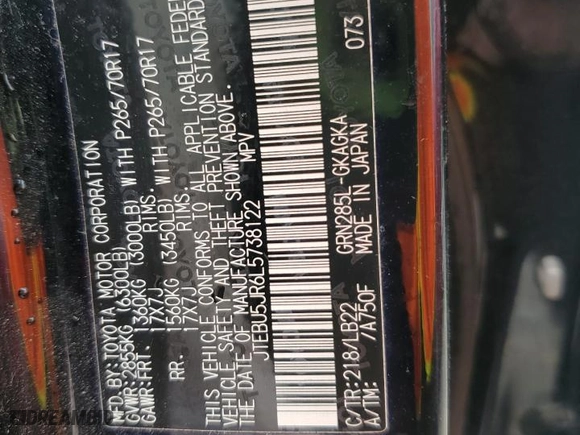 MFD. BY: TOYOTA MOTOR CORPORATION
GVWR: 2855KG (6300LB)
GAWR: FRT. 1360KG (3000LB) WITH P265/70R17
17X7J RIMS.
RR. 1560KG (3450LB) WITH P265/70R17
17X7J RIMS.
THIS VEHICLE CONFORMS TO ALL APPLICABLE FEDE
VEHICLE SAFETY AND THEFT PREVENTION STANDARD
THE DATE OF MANUFACTURE SHOWN ABOVE.
JTEBU5JR6L5738122 MPV
C/TR: 218/LB22 GRN285L-GKAGKA
A/TM: /A750F MADE IN JAPAN 073